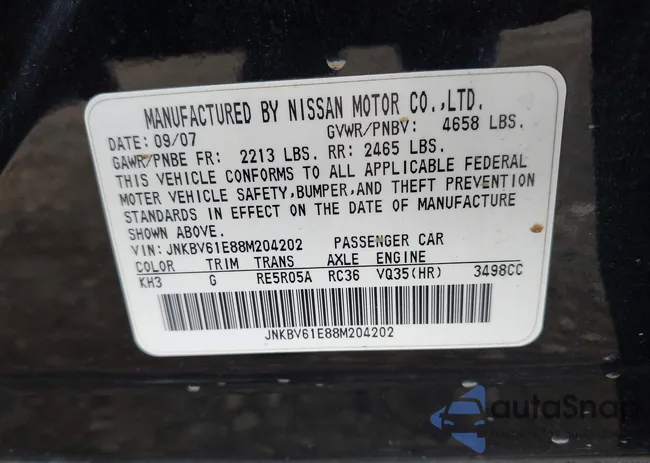 MANUFACTURED BY NISSAN MOTOR CO.,LTD.
DATE: 09/07 GVWR/PNBV: 4658 LBS.
GAWR/PNBE FR: 2213 LBS. RR: 2465 LBS.
THIS VEHICLE CONFORMS TO ALL APPLICABLE FEDERAL
MOTOR VEHICLE SAFETY,BUMPER,AND THEFT PREVENTION
STANDARDS IN EFFECT ON THE DATE OF MANUFACTURE
SHOWN ABOVE.
VIN:JNKBV61E88M204202 PASSENGER CAR
COLOR TRIM TRANS AXLE ENGINE
KH3 G RE5R05A RC36 VQ35(HR) 3498CC
JNKBV61E88M204202
autaSnap